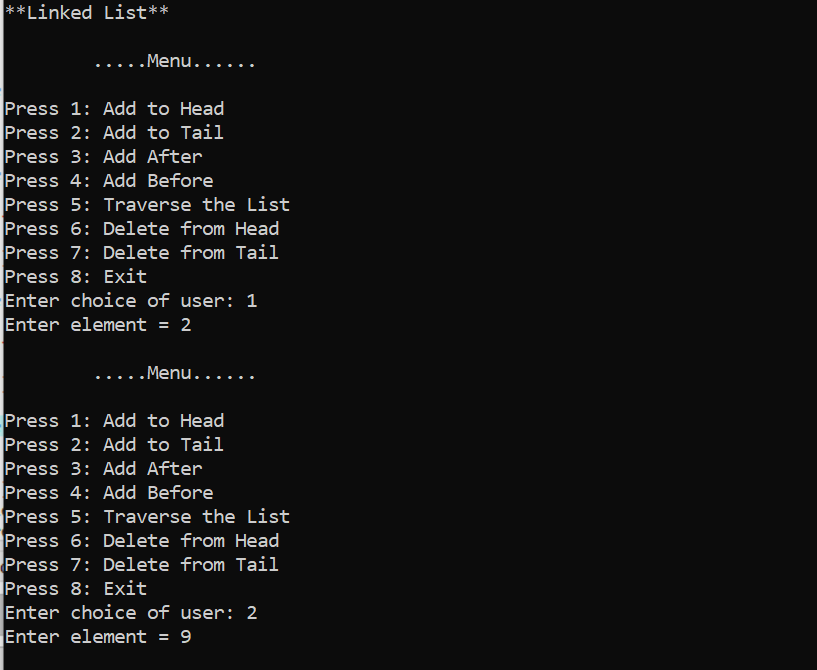 **Linked List**
.....Menu......
Press 1: Add to Head
Press 2: Add to Tail
Press 3: Add After
Press 4: Add Before
Press 5: Traverse the List
Press 6: Delete from Head
Press 7: Delete from Tail
Press 8: Exit
Enter choice of user: 1
Enter element = 2
.....Menu......
Press 1: Add to Head
Press 2: Add to Tail
Press 3: Add After
Press 4: Add Before
Press 5: Traverse the List
Press 6: Delete from Head
Press 7: Delete from Tail
Press 8: Exit
Enter choice of user: 2
Enter element = 9